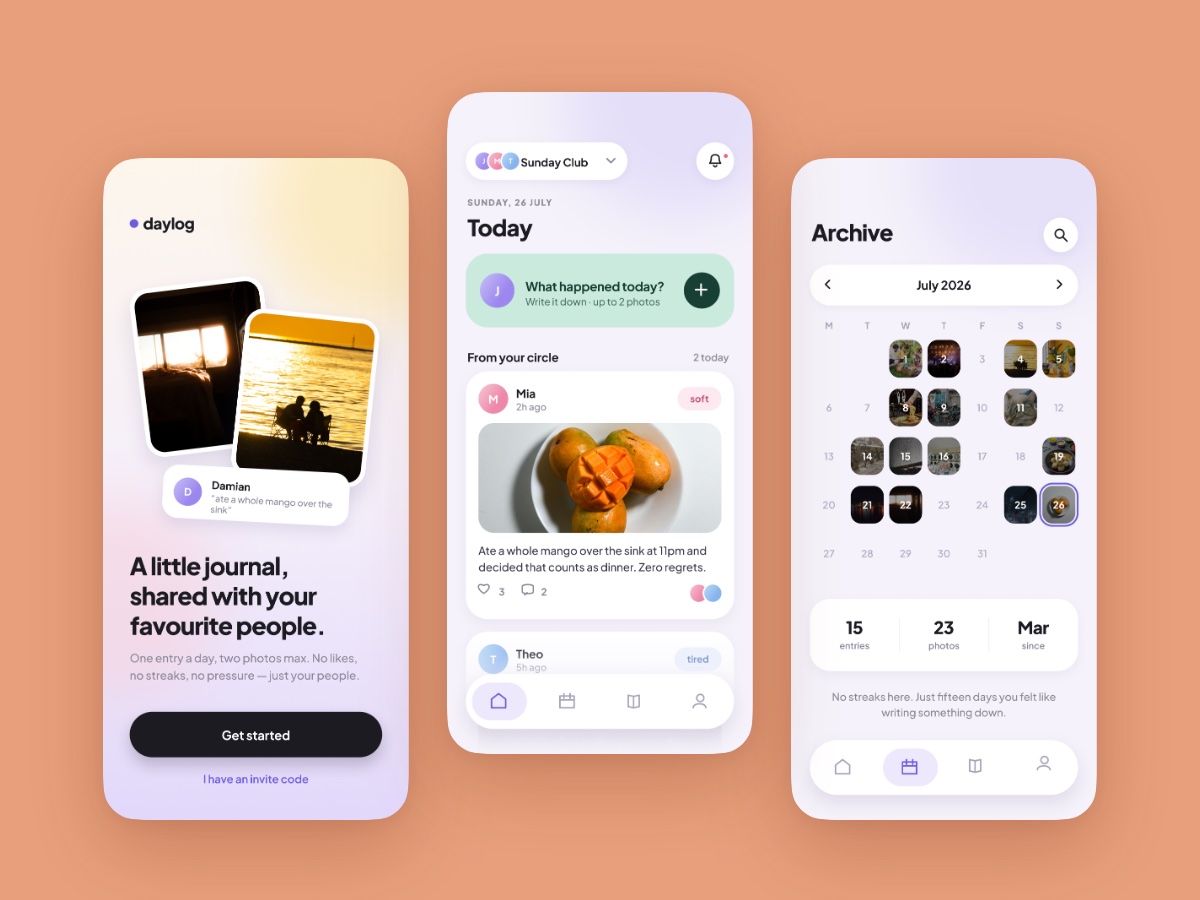 daylog
D
Damian
"ate a whole mango over the
sink"
A little journal,
shared with your
favourite people.
One entry a day, two photos max. No likes,
no streaks, no pressure — just your people.
Get started
I have an invite code
J M T Sunday Club
SUNDAY, 26 JULY
Today
J
What happened today?
Write it down · up to 2 photos
From your circle 2 today
M
Mia
2h ago
soft
Ate a whole mango over the sink at 11pm and
decided that counts as dinner. Zero regrets.
3 2
T
Theo
5h ago
tired
Archive
July 2026
M T W T F S S
1 2 3 4 5
6 7 8 9 10 11 12
13 14 15 16 17 18 19
20 21 22 23 24 25 26
27 28 29 30 31
15 23 Mar
entries photos since
No streaks here. Just fifteen days you felt like
writing something down.